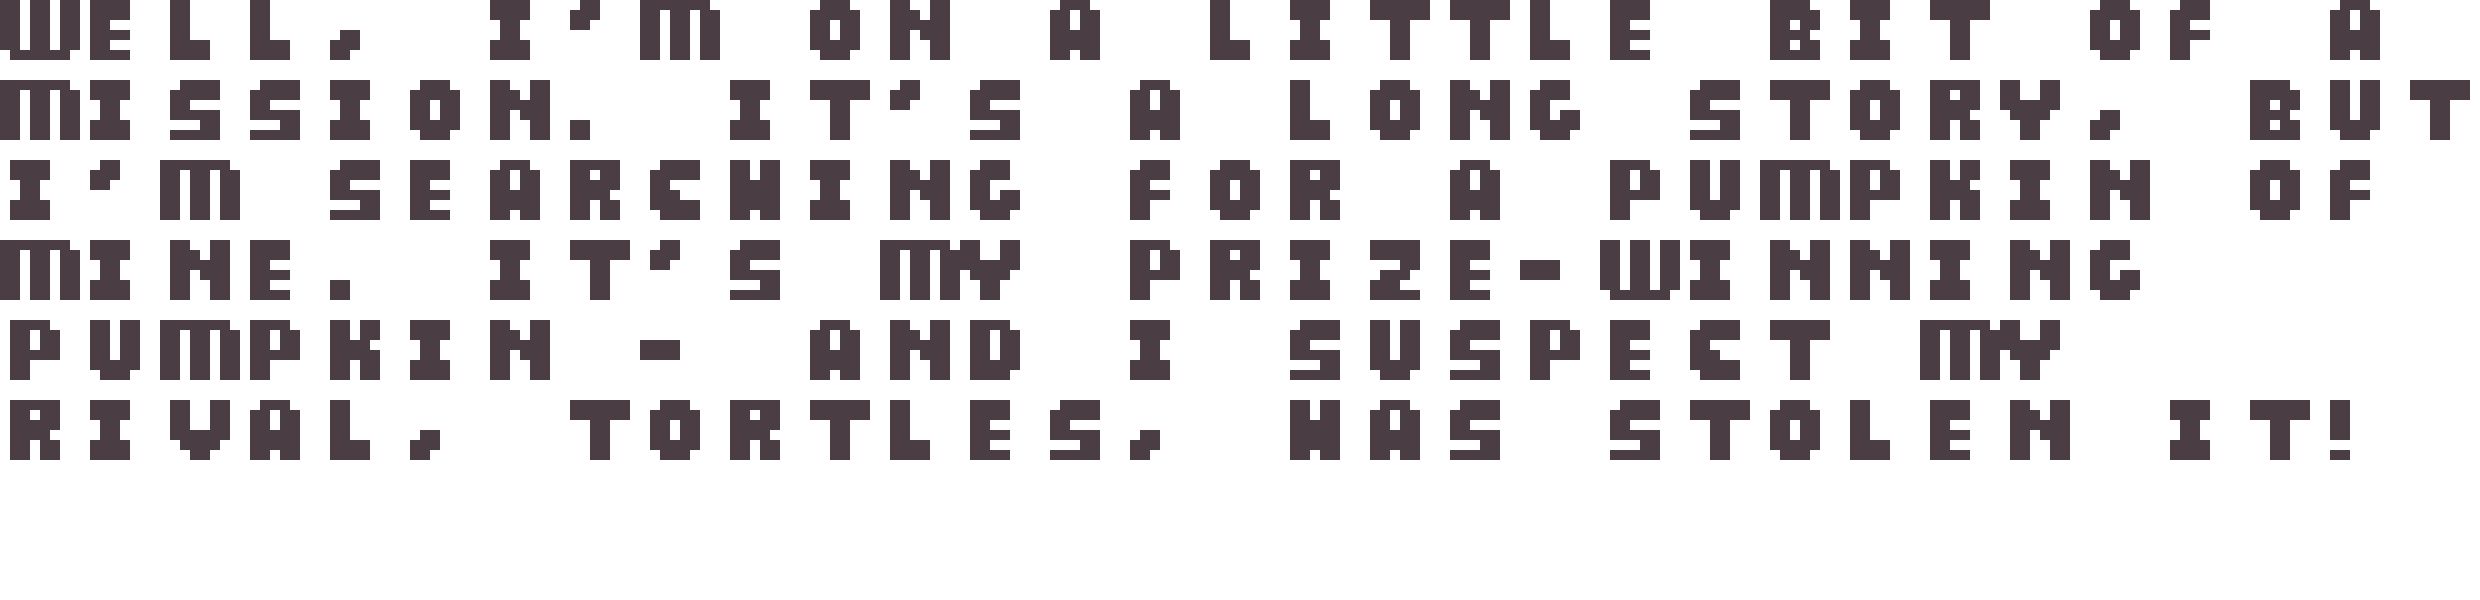 WELL, I'M ON A LITTLE BIT OF A
MISSION. IT'S A LONG STORY, BUT
I'M SEARCHING FOR A PUMPKIN OF
MINE. IT'S MY PRIZE-WINNING
PUMPKIN - AND I SUSPECT MY
RIVAL, TORTLES, HAS STOLEN IT!